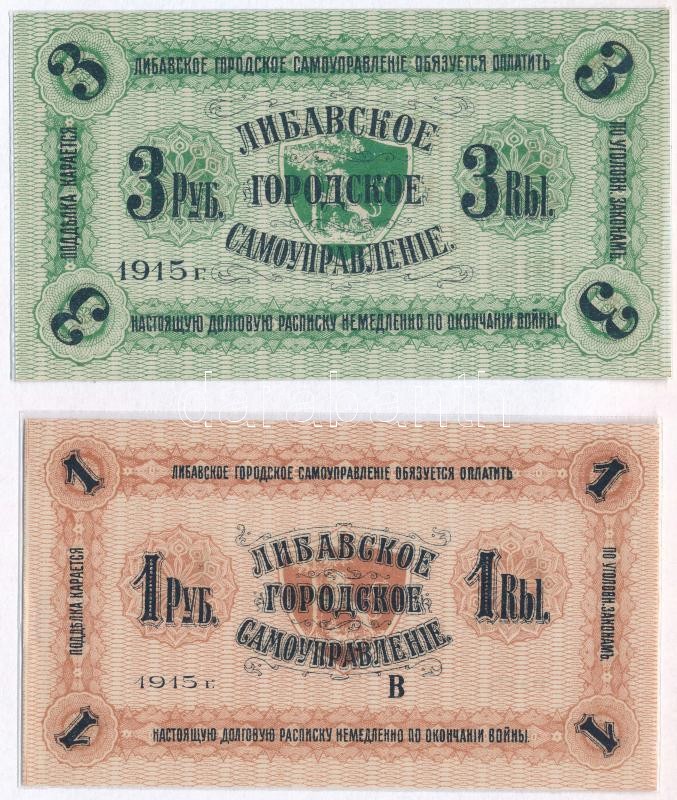 3 3
ЛИБАВСКОЕ ГОРОДСКОЕ САМОУПРАВЛЕНІЕ ОБЯЗУЕТСЯ ОПЛАТИТЬ
ПОДДѢЛКА КАРАЕТСЯ
ПО УГОЛОВН. ЗАКОНАМЪ
ЛИБАВСКОЕ
3 РУБ. ГОРОДСКОЕ 3 Rbl.
САМОУПРАВЛЕНІЕ.
1915 г.
НАСТОЯЩУЮ ДОЛГОВУЮ РАСПИСКУ НЕМЕДЛЕННО ПО ОКОНЧАНІИ ВОЙНЫ.
3 3
darabanth
1 1
ЛИБАВСКОЕ ГОРОДСКОЕ САМОУПРАВЛЕНІЕ ОБЯЗУЕТСЯ ОПЛАТИТЬ
ПОДДѢЛКА КАРАЕТСЯ
ПО УГОЛОВН. ЗАКОНАМЪ
ЛИБАВСКОЕ
1 РУБ. ГОРОДСКОЕ 1 Rbl.
САМОУПРАВЛЕНІЕ.
1915 г. B
НАСТОЯЩУЮ ДОЛГОВУЮ РАСПИСКУ НЕМЕДЛЕННО ПО ОКОНЧАНІИ ВОЙНЫ.
1 1